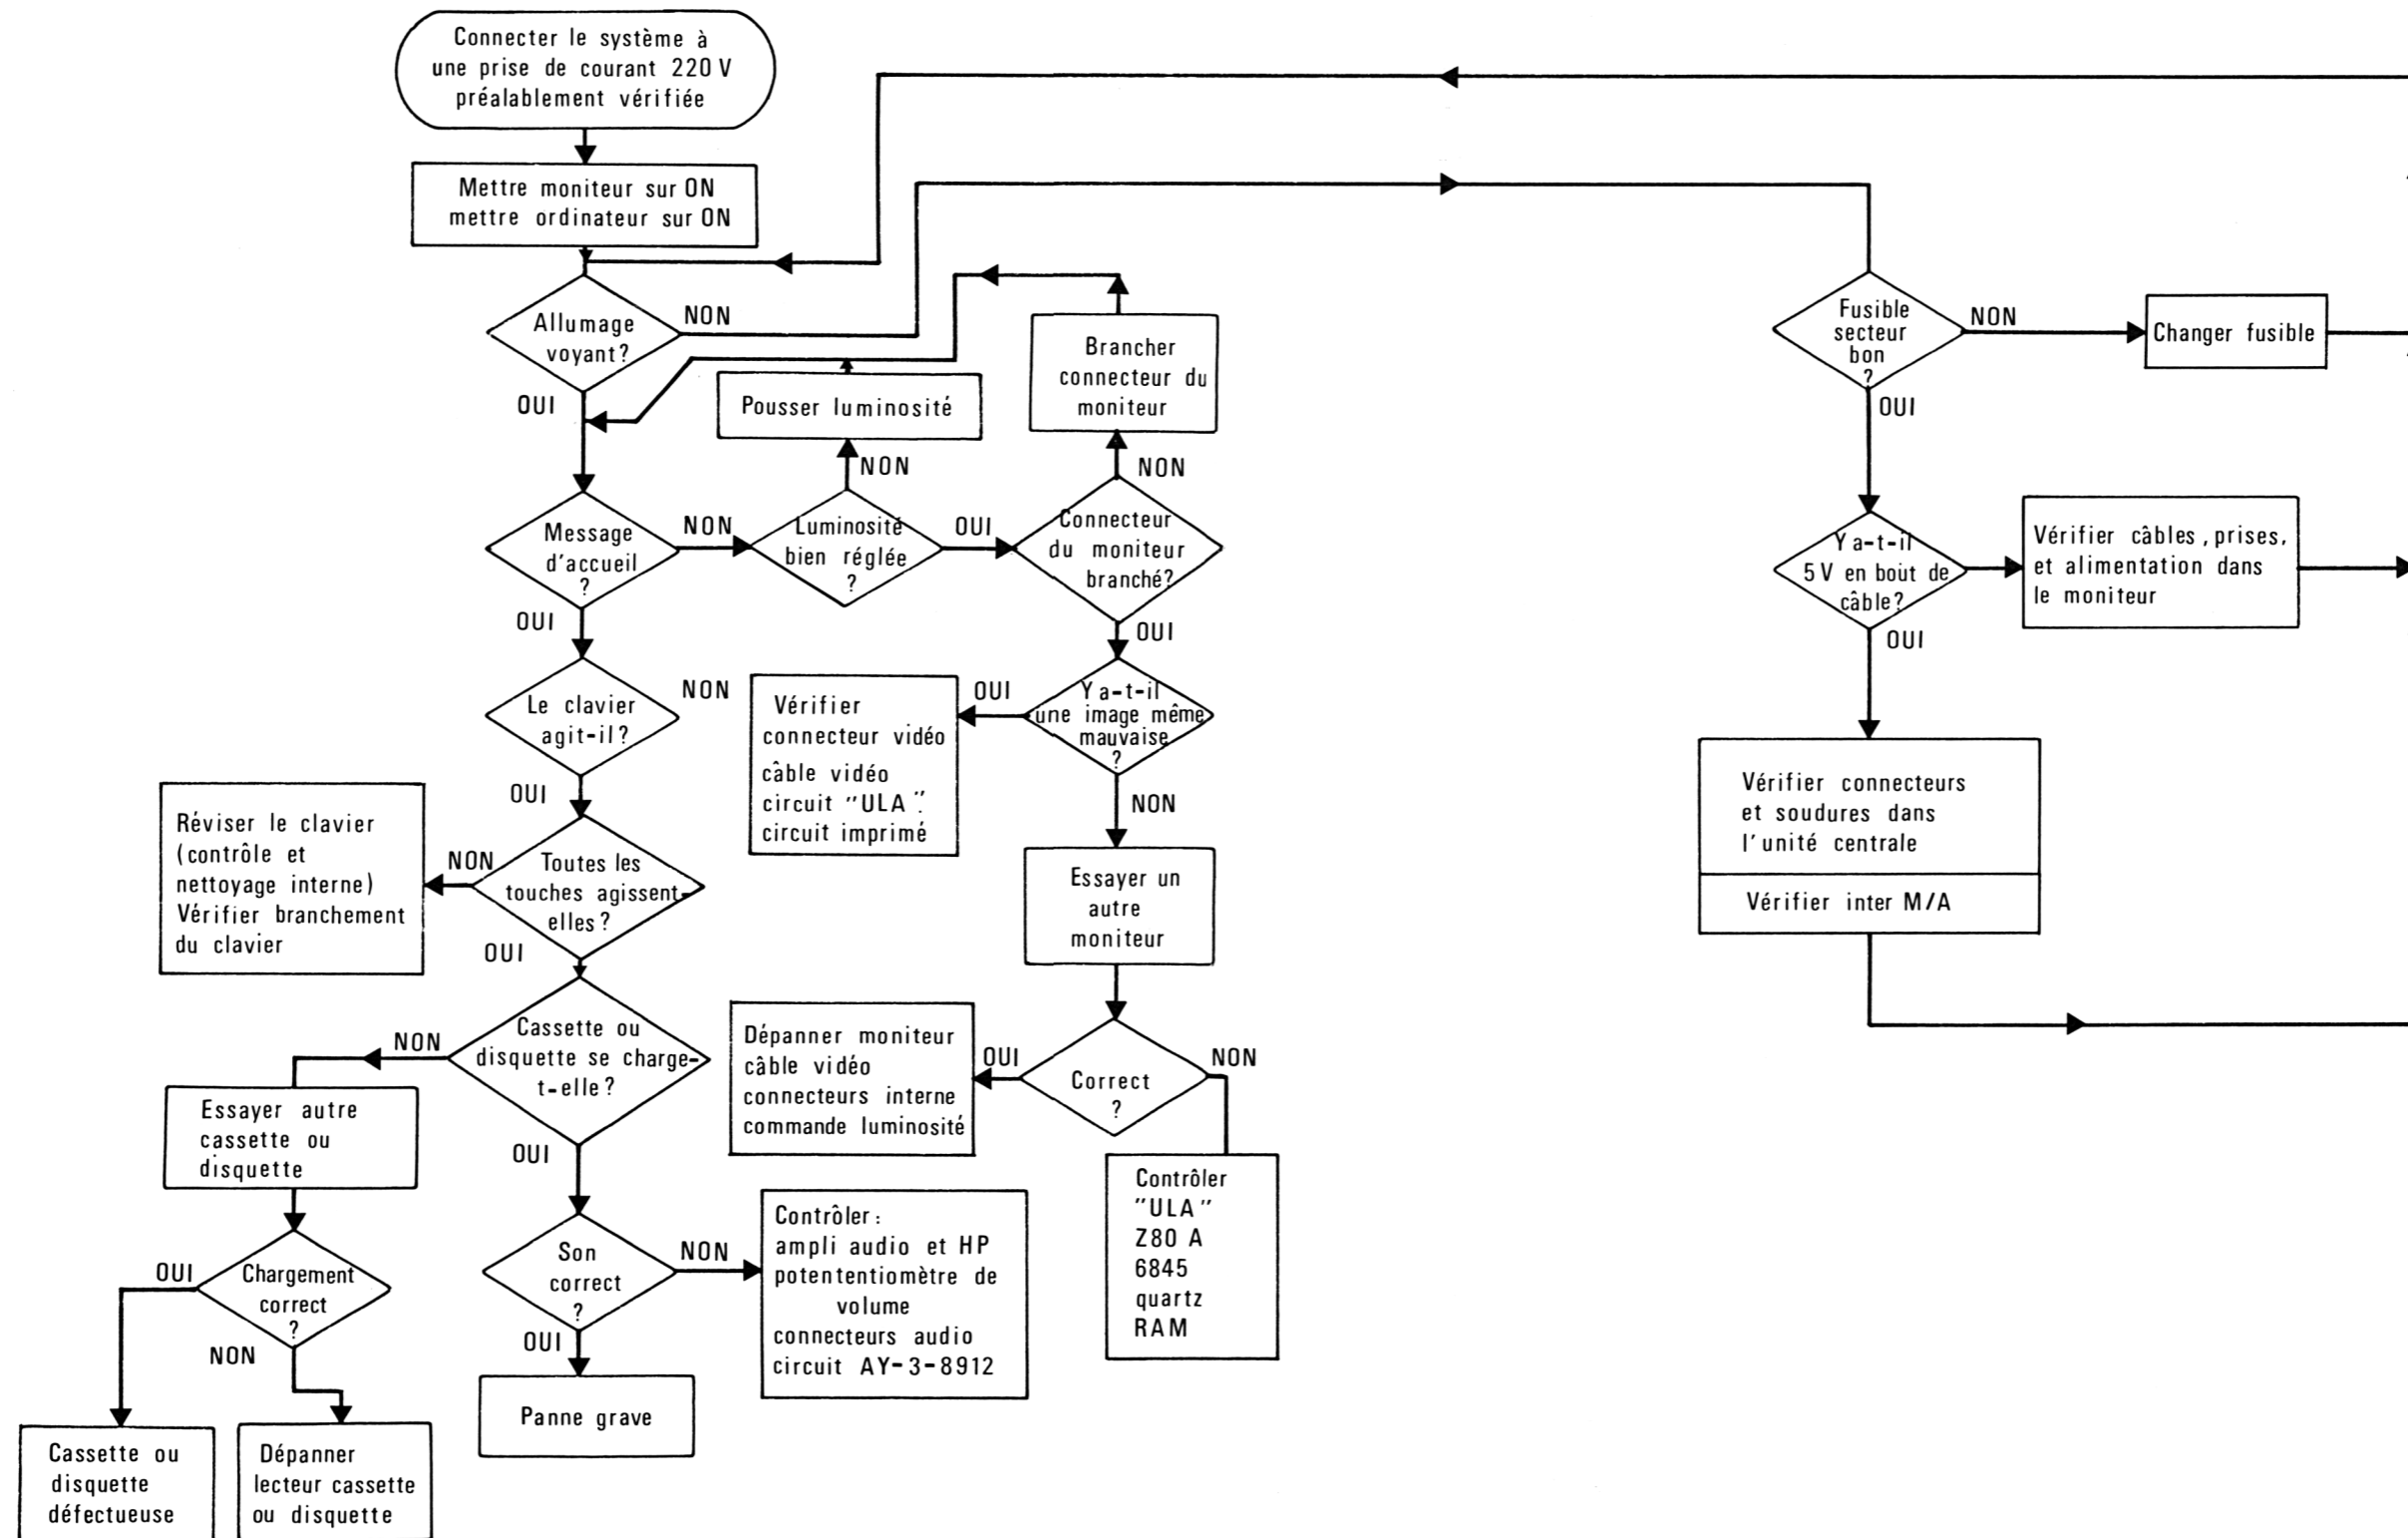 Connecter le système à
une prise de courant 220 V
préalablement vérifiée
Mettre moniteur sur ON
mettre ordinateur sur ON
Allumage
voyant?
NON
OUI
Brancher
connecteur du
moniteur
Pousser luminosité
NON
NON
Message
d'accueil
?
NON
Luminosité
bien réglée
?
OUI
Connecteur
du moniteur
branché?
OUI
OUI
Le clavier
agit-il?
NON
OUI
Vérifier
connecteur vidéo
câble vidéo
circuit "ULA".
circuit imprimé
OUI
Y a-t-il
une image même
mauvaise
?
NON
Réviser le clavier
(contrôle et
nettoyage interne)
Vérifier branchement
du clavier
NON
Toutes les
touches agissent-
elles?
OUI
Essayer un
autre
moniteur
NON
Cassette ou
disquette se charge-
t-elle?
OUI
Dépanner moniteur
câble vidéo
connecteurs interne
commande luminosité
OUI
Correct
?
NON
Essayer autre
cassette ou
disquette
Contrôler
"ULA"
Z80 A
6845
quartz
RAM
OUI
Chargement
correct
?
NON
Son
correct
?
NON
OUI
Contrôler:
ampli audio et HP
potententiomètre de
volume
connecteurs audio
circuit AY-3-8912
Panne grave
Cassette ou
disquette
défectueuse
Dépanner
lecteur cassette
ou disquette
Fusible
secteur
bon
?
NON
Changer fusible
OUI
Y a-t-il
5V en bout de
câble?
Vérifier câbles, prises,
et alimentation dans
le moniteur
OUI
Vérifier connecteurs
et soudures dans
l'unité centrale
Vérifier inter M/A